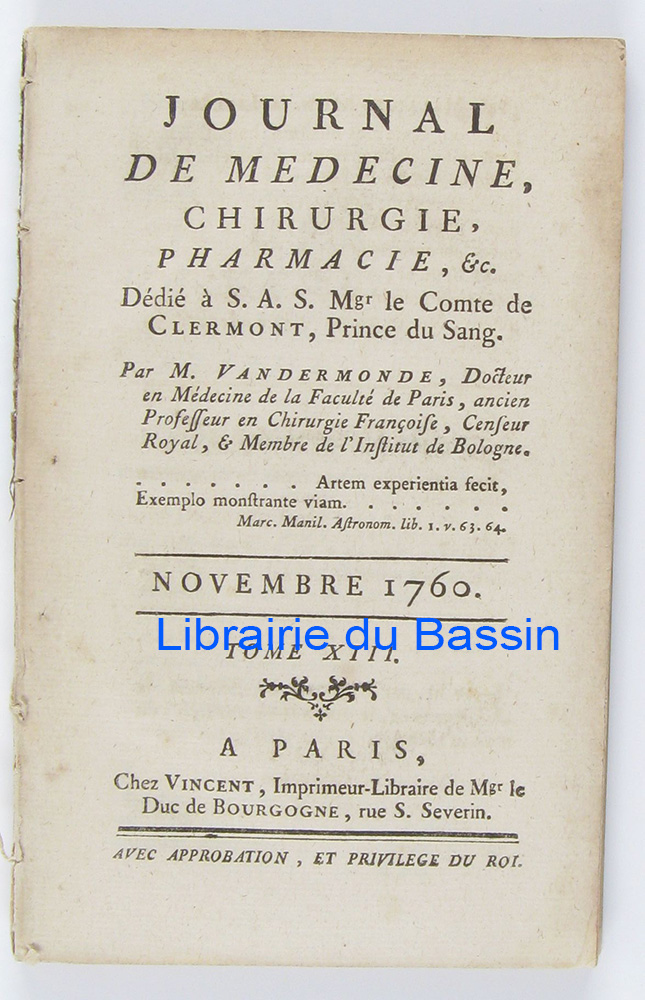 JOURNAL
DE MEDECINE,
CHIRURGIE,
PHARMACIE, &c.
Dédié à S. A. S. Mgr le Comte de
CLERMONT, Prince du Sang.
Par M. VANDERMONDE, Docteur
en Médecine de la Faculté de Paris, ancien
Profeſſeur en Chirurgie Françoiſe, Cenſeur
Royal, & Membre de l'Inſtitut de Bologne.
. . . . . . . Artem experientia fecit,
Exemplo monſtrante viam. . . . . . .
Marc. Manil. Aſtronom. lib. 1. v. 63. 64.
NOVEMBRE 1760.
Librairie du Bassin
TOME XIII.
A PARIS,
Chez VINCENT, Imprimeur-Libraire de Mgr le
Duc de BOURGOGNE, rue S. Severin.
AVEC APPROBATION, ET PRIVILEGE DU ROI.